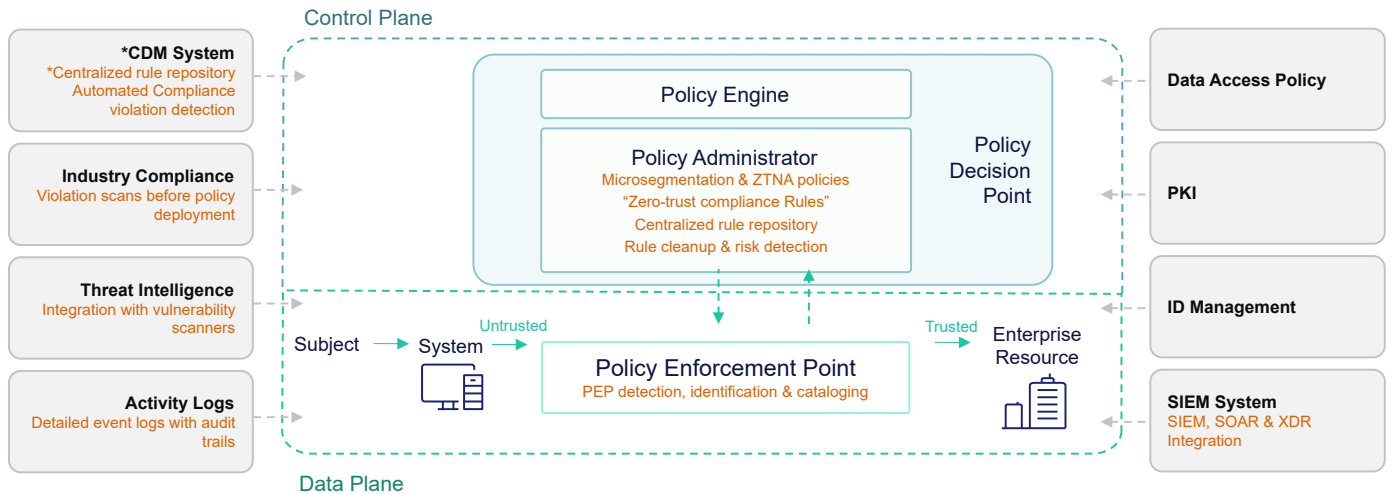 Control Plane
*CDM System
*Centralized rule repository
Automated Compliance
violation detection
Industry Compliance
Violation scans before policy
deployment
Threat Intelligence
Integration with vulnerability
scanners
Activity Logs
Detailed event logs with audit
trails
Policy Engine
Policy Administrator
Microsegmentation & ZTNA policies
“Zero-trust compliance Rules”
Centralized rule repository
Rule cleanup & risk detection
Policy
Decision
Point
Subject
System
Untrusted
Policy Enforcement Point
PEP detection, identification & cataloging
Trusted
Enterprise
Resource
Data Access Policy
PKI
ID Management
SIEM System
SIEM, SOAR & XDR
Integration
Data Plane